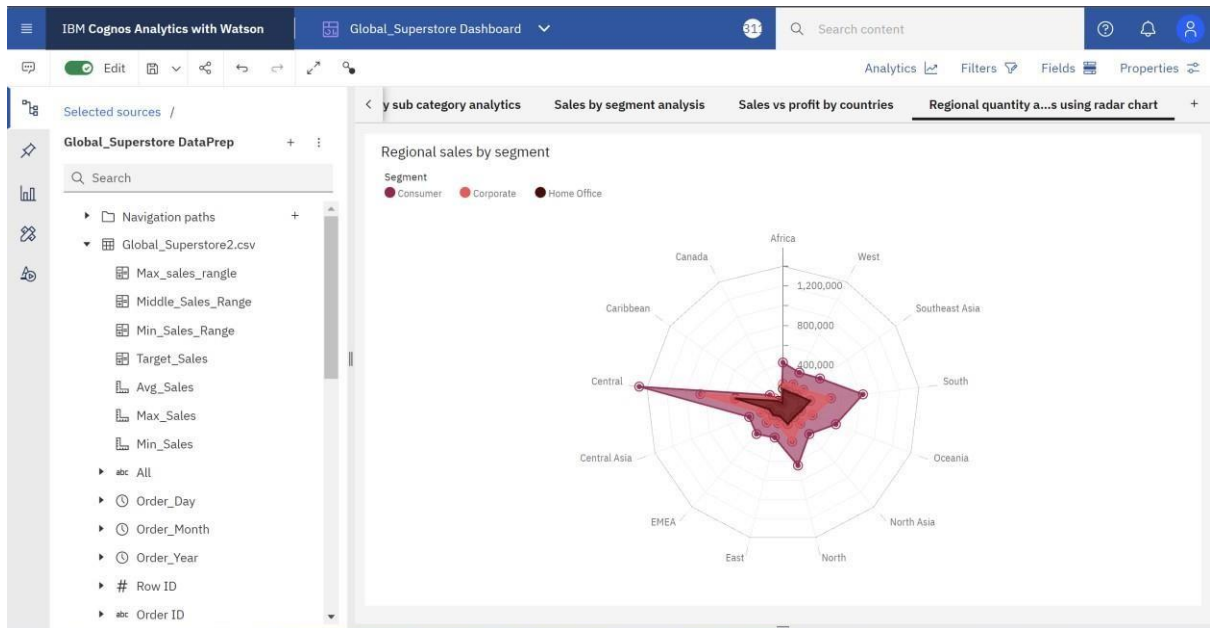 IBM Cognos Analytics with Watson
Global_Superstore Dashboard
311
Search content
Edit
Analytics
Filters
Fields
Properties
Selected sources /
y sub category analytics
Sales by segment analysis
Sales vs profit by countries
Regional quantity a...s using radar chart
+
Global_Superstore DataPrep
+
Search
Navigation paths
+
Global_Superstore2.csv
Max_sales_rangle
Middle_Sales_Range
Min_Sales_Range
Target_Sales
Avg_Sales
Max_Sales
Min_Sales
abc All
Order_Day
Order_Month
Order_Year
# Row ID
abc Order ID
Regional sales by segment
Segment
Consumer
Corporate
Home Office
Africa
West
Southeast Asia
South
Oceania
North Asia
North
East
EMEA
Central Asia
Central
Caribbean
Canada
1,200,000
800,000
400,000